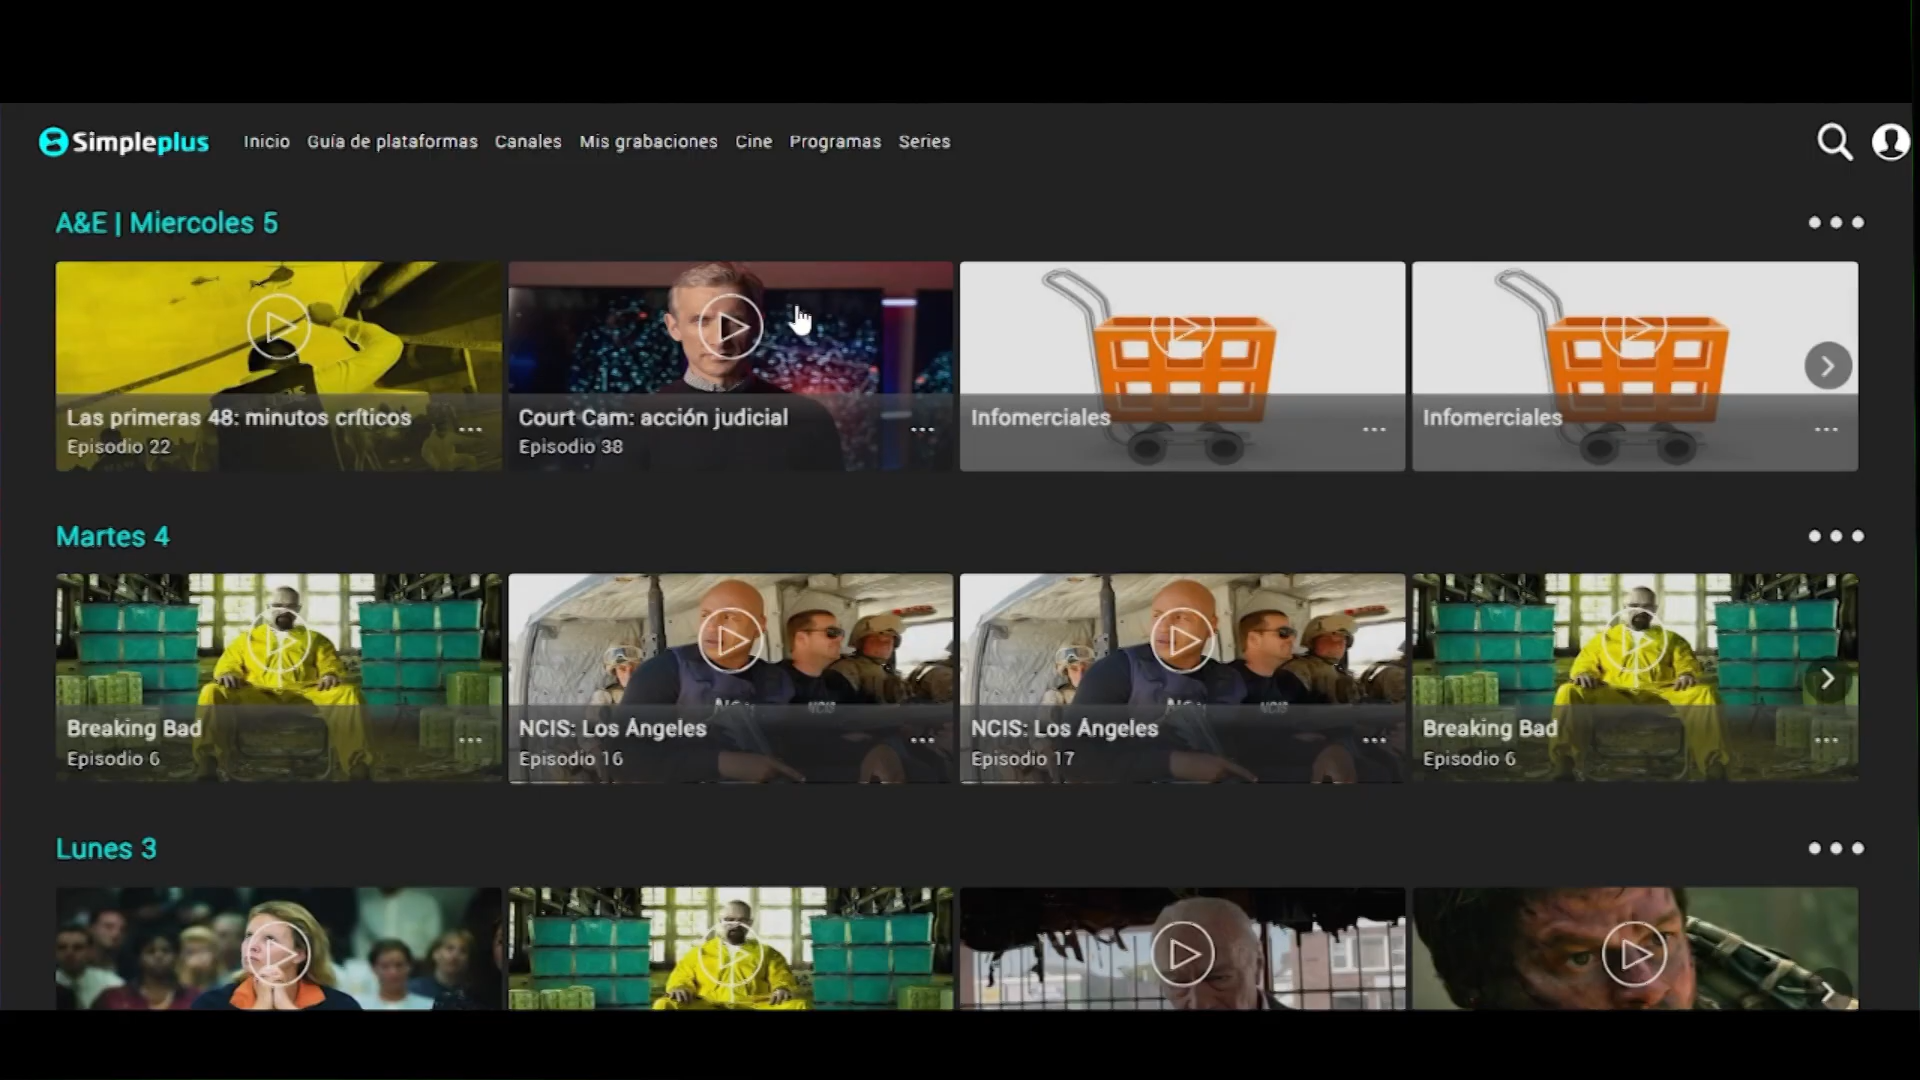 Simpleplus
Inicio Guía de plataformas Canales Mis grabaciones Cine Programas Series
A&E | Miercoles 5
Las primeras 48: minutos críticos
Episodio 22
Court Cam: acción judicial
Episodio 38
Infomerciales
Infomerciales
Martes 4
Breaking Bad
Episodio 6
NCIS: Los Ángeles
Episodio 16
NCIS: Los Ángeles
Episodio 17
Breaking Bad
Episodio 6
Lunes 3